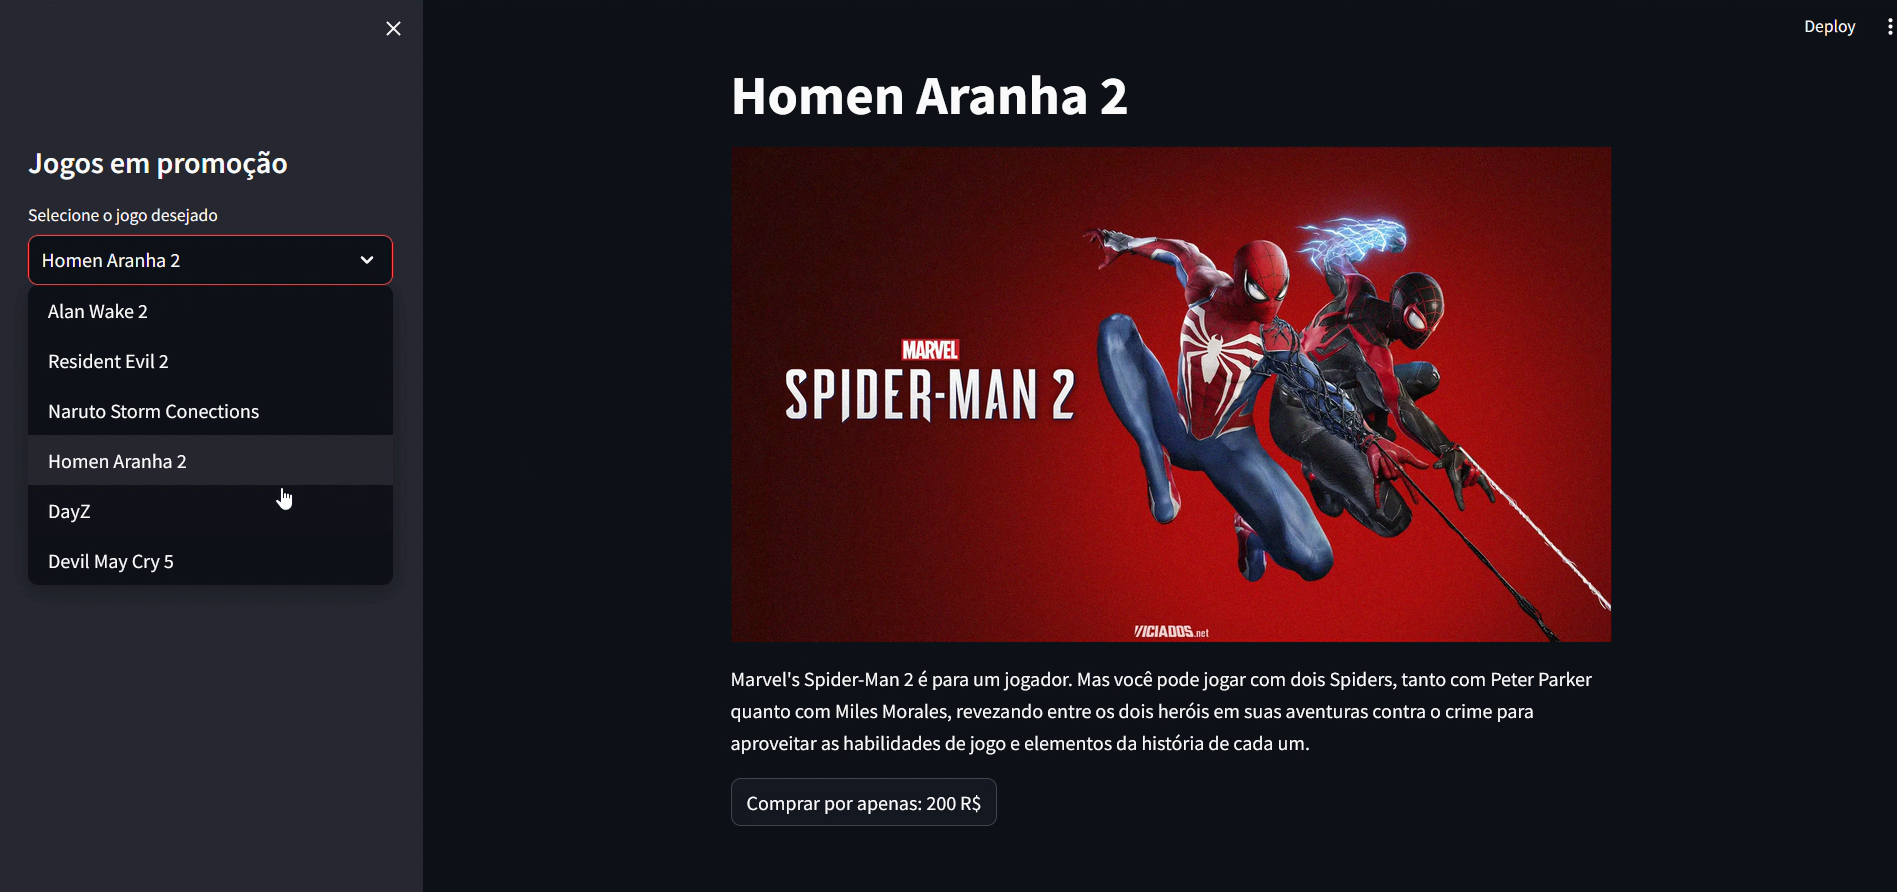 Deploy
Jogos em promoção
Selecione o jogo desejado
Homen Aranha 2
Alan Wake 2
Resident Evil 2
Naruto Storm Conections
Homen Aranha 2
DayZ
Devil May Cry 5
Homen Aranha 2
MARVEL
SPIDER-MAN 2
VICIADOS.net
Marvel's Spider-Man 2 é para um jogador. Mas você pode jogar com dois Spiders, tanto com Peter Parker
quanto com Miles Morales, revezando entre os dois heróis em suas aventuras contra o crime para
aproveitar as habilidades de jogo e elementos da história de cada um.
Comprar por apenas: 200 R$